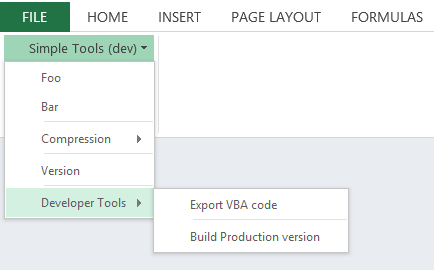 FILE HOME INSERT PAGE LAYOUT FORMULAS
Simple Tools (dev)
Foo
Bar
Compression
Version
Developer Tools
Export VBA code
Build Production version